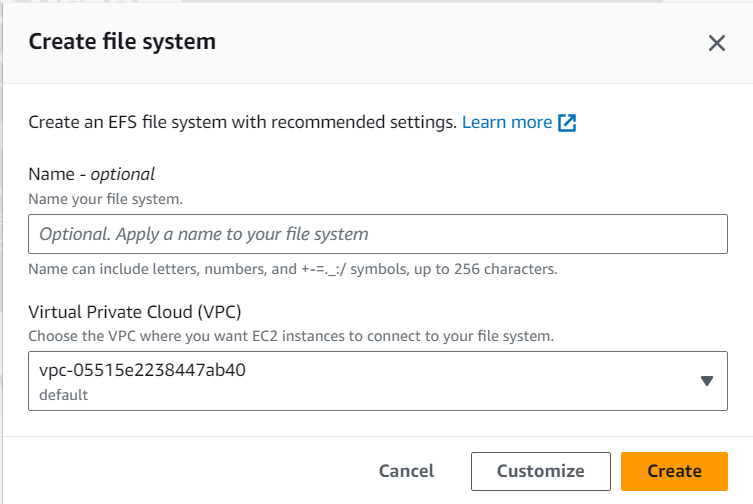 Create file system
Create an EFS file system with recommended settings. Learn more
Name - optional
Name your file system.
Optional. Apply a name to your file system
Name can include letters, numbers, and +-=._:/ symbols, up to 256 characters.
Virtual Private Cloud (VPC)
Choose the VPC where you want EC2 instances to connect to your file system.
vpc-05515e2238447ab40
default
Cancel Customize Create